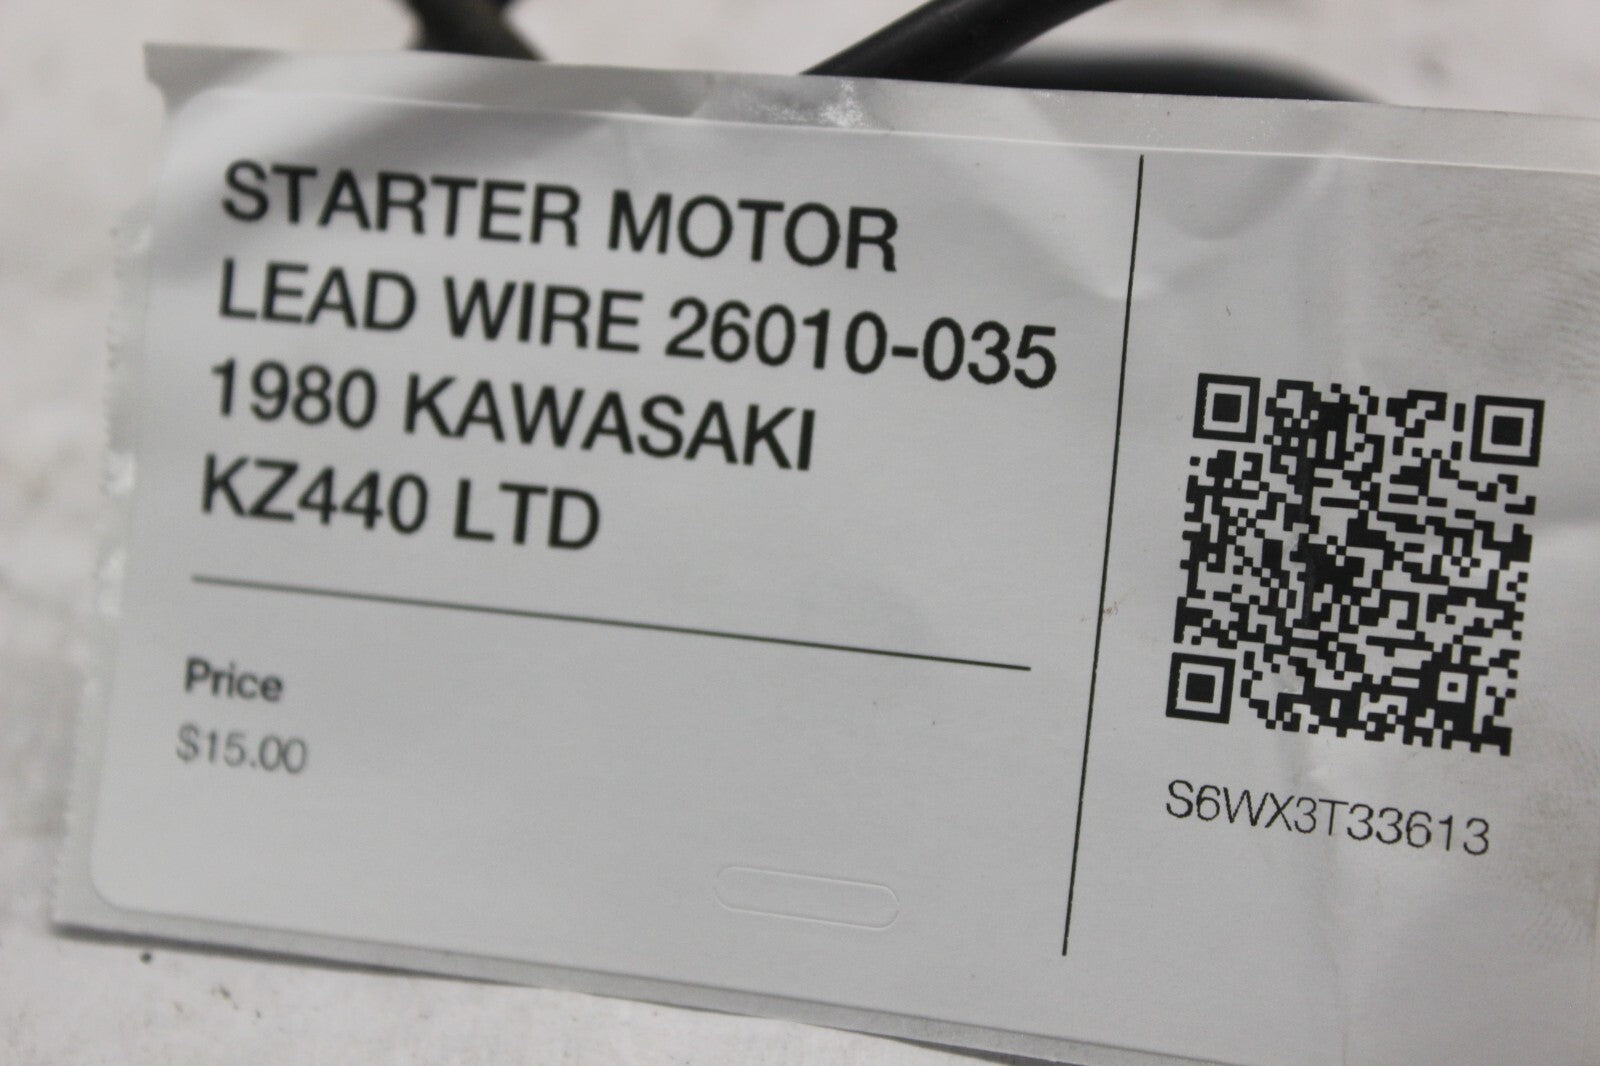 STARTER MOTOR
LEAD WIRE 26010-035
1980 KAWASAKI
KZ440 LTD
Price
$15.00
S6WX3T33613